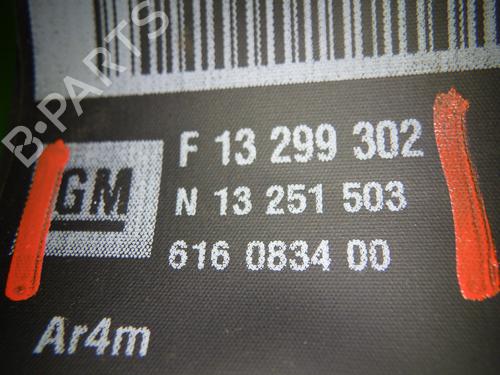 B-PARTS
GM
F 13 299 302
N 13 251 503
616 0834 00
Ar4m